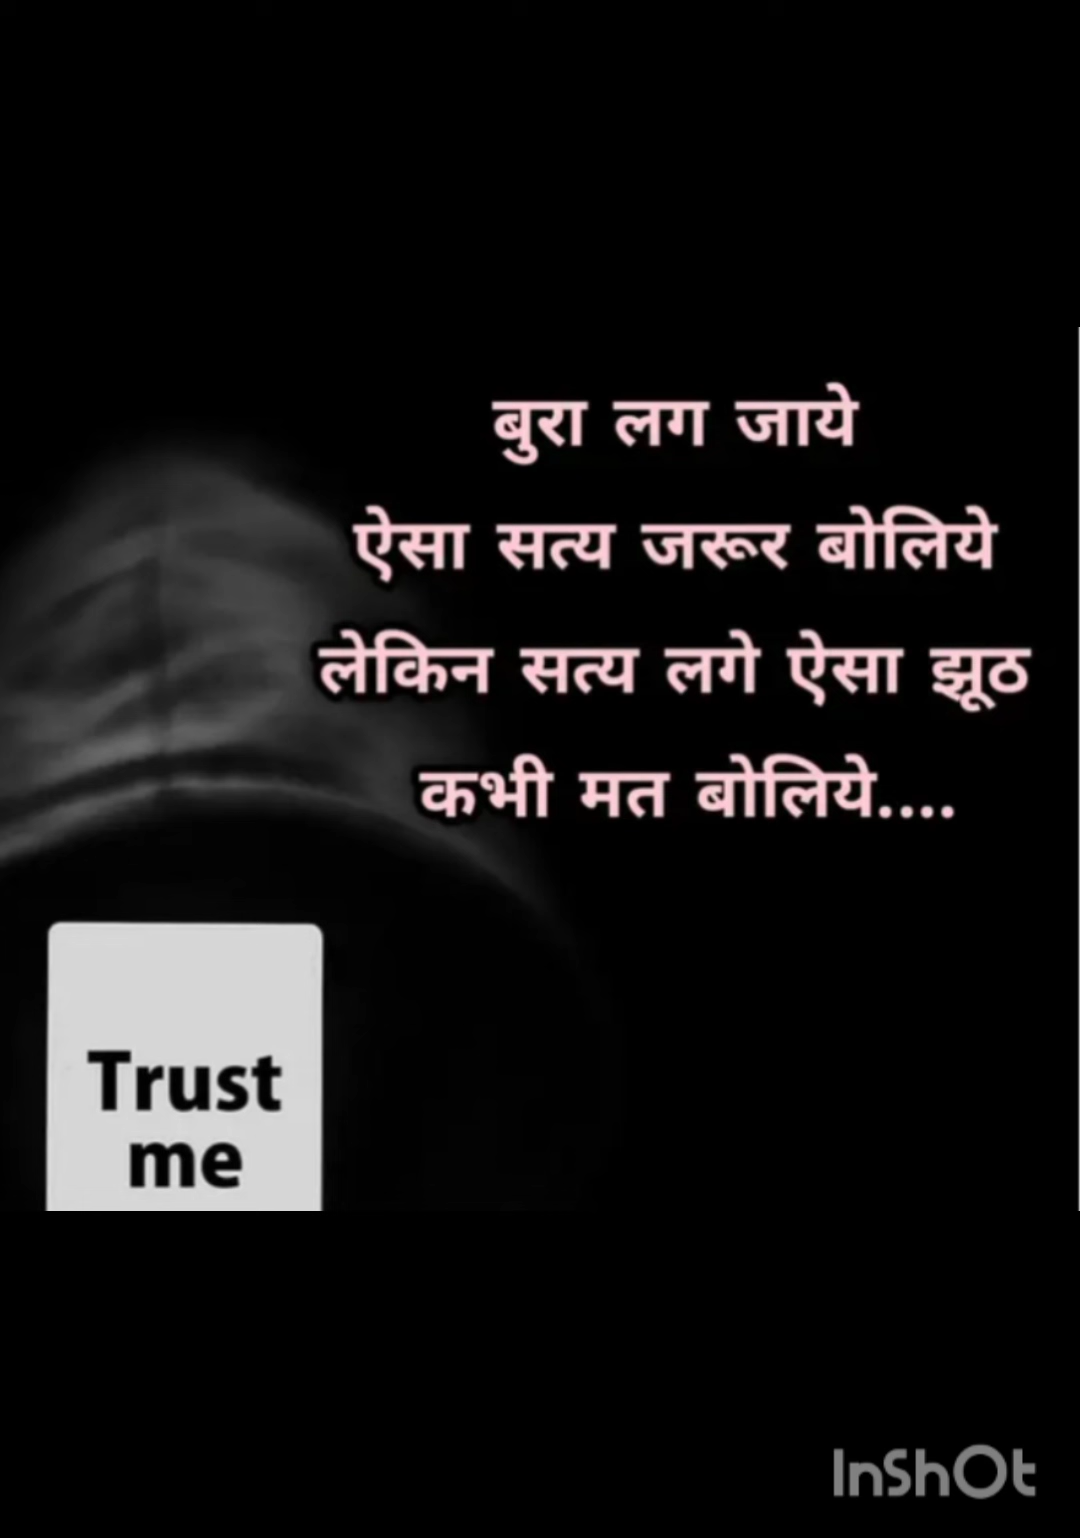 बुरा लग जाये
ऐसा सत्य जरूर बोलिये
लेकिन सत्य लगे ऐसा झूठ
कभी मत बोलिये....
Trust
me
InShOt